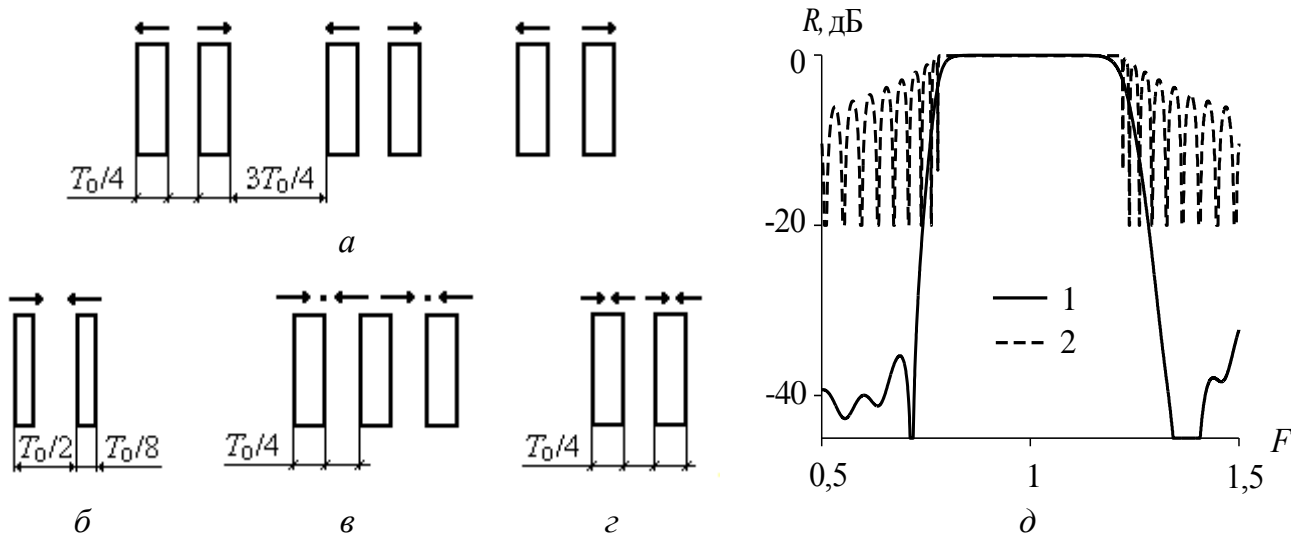 T₀/4 3T₀/4
а
T₀/2 T₀/8
б
T₀/4
в
T₀/4
г
R, дБ
0
-20
-40
1
2
0,5 1 1,5 F
д